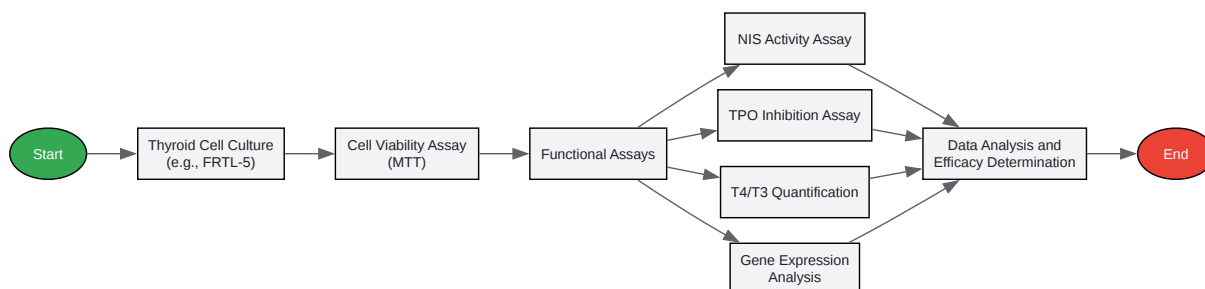 Start
Thyroid Cell Culture
(e.g., FRTL-5)
Cell Viability Assay
(MTT)
Functional Assays
NIS Activity Assay
TPO Inhibition Assay
T4/T3 Quantification
Gene Expression
Analysis
Data Analysis and
Efficacy Determination
End